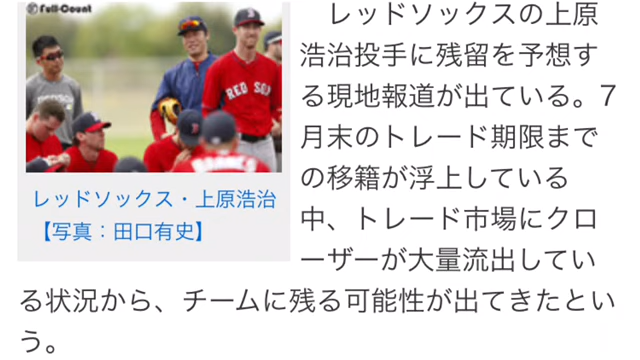 Full-Count
RED SOX
レッドソックス・上原浩治
【写真：田口有史】
レッドソックスの上原
浩治投手に残留を予想す
る現地報道が出ている。7
月末のトレード期限まで
の移籍が浮上している
中、トレード市場にクロ
ーザーが大量流出してい
る状況から、チームに残る可能性が出てきたとい
う。